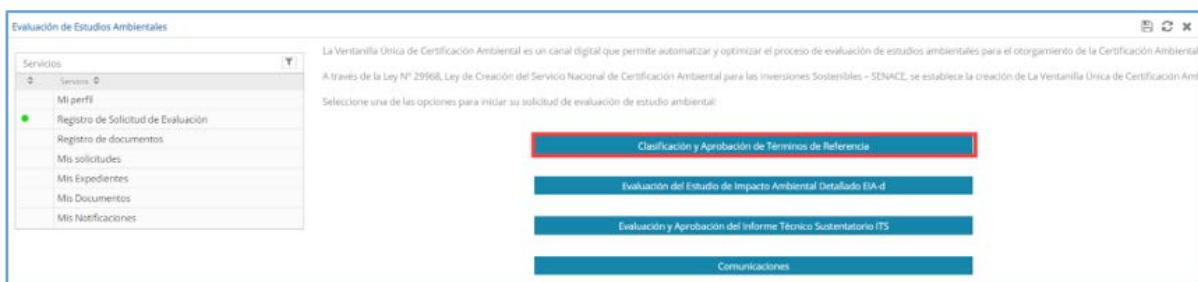 Evaluación de Estudios Ambientales
Servicios
Servicio
Mi perfil
Registro de Solicitud de Evaluación
Registro de documentos
Mis solicitudes
Mis Expedientes
Mis Documentos
Mis Notificaciones
La Ventanilla Única de Certificación Ambiental es un canal digital que permite automatizar y optimizar el proceso de evaluación de estudios ambientales para el otorgamiento de la Certificación Ambiental
A través de la Ley N° 29968, Ley de Creación del Servicio Nacional de Certificación Ambiental para las Inversiones Sostenibles – SENACE, se establece la creación de La Ventanilla Única de Certificación Am
Seleccione una de las opciones para iniciar su solicitud de evaluación de estudio ambiental:
Clasificación y Aprobación de Términos de Referencia
Evaluación del Estudio de Impacto Ambiental Detallado EIA-d
Evaluación y Aprobación del Informe Técnico Sustentatorio ITS
Comunicaciones